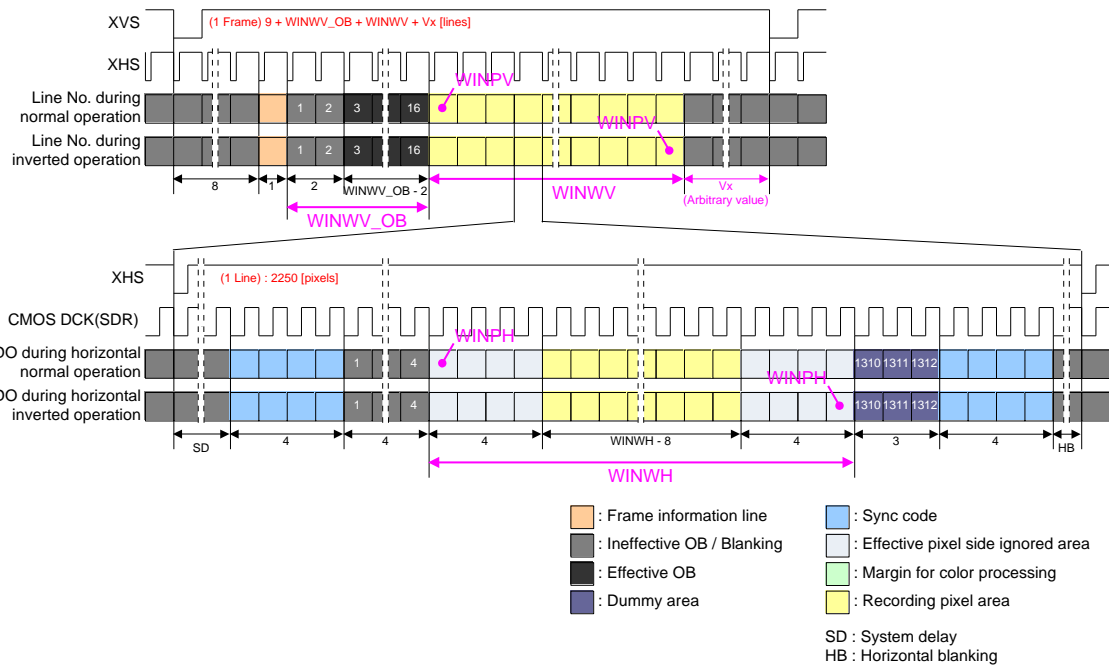 XVS
(1 Frame) 9 + WINWV_OB + WINWV + Vx [lines]
XHS
Line No. during
normal operation
1 2 3 16
WINPV
Line No. during
inverted operation
1 2 3 16
WINPV
8 1 2 WINWV_OB - 2
WINWV
Vx
(Arbitrary value)
WINWV_OB
XHS
(1 Line) : 2250 [pixels]
CMOS DCK(SDR)
WINPH
DO during horizontal
normal operation
1 4 1310 1311 1312
WINPH
DO during horizontal
inverted operation
1 4 1310 1311 1312
SD 4 4 4 WINWH - 8 4 3 4 HB
WINWH
: Frame information line
: Ineffective OB / Blanking
: Effective OB
: Dummy area
: Sync code
: Effective pixel side ignored area
: Margin for color processing
: Recording pixel area
SD : System delay
HB : Horizontal blanking